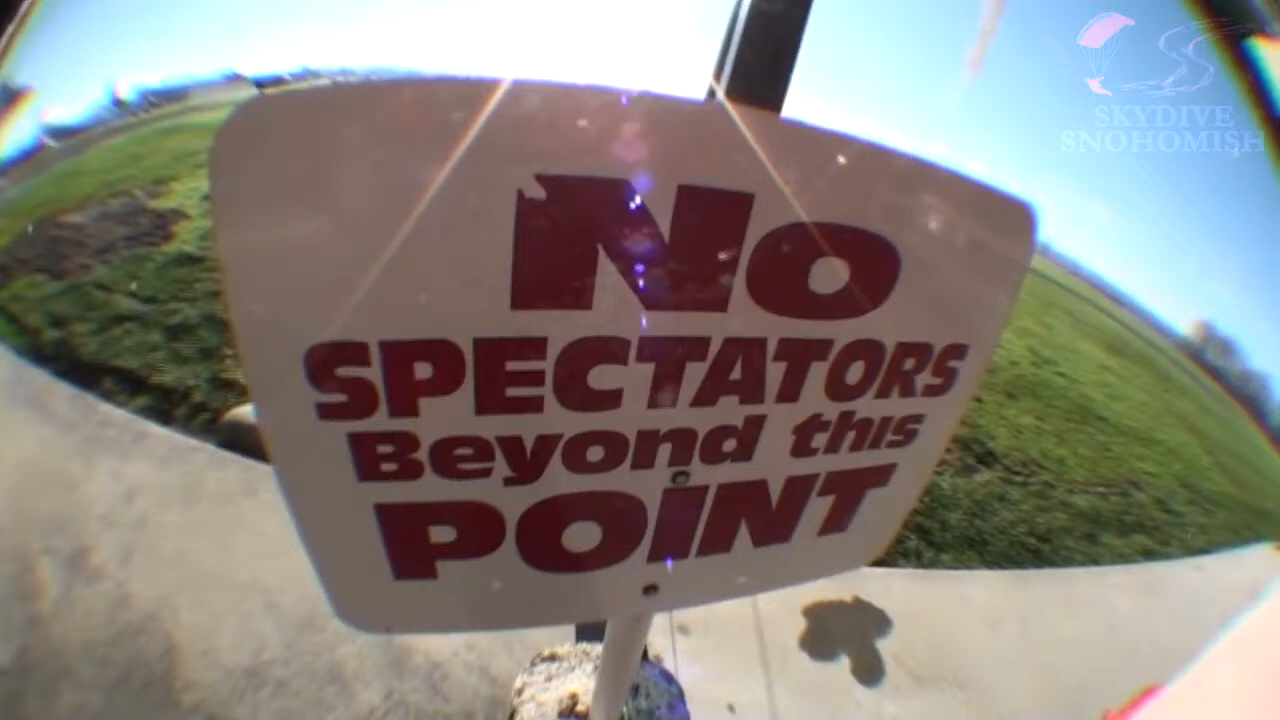 SKYDIVE
SNOHOMISH
No
SPECTATORS
Beyond this
POINT